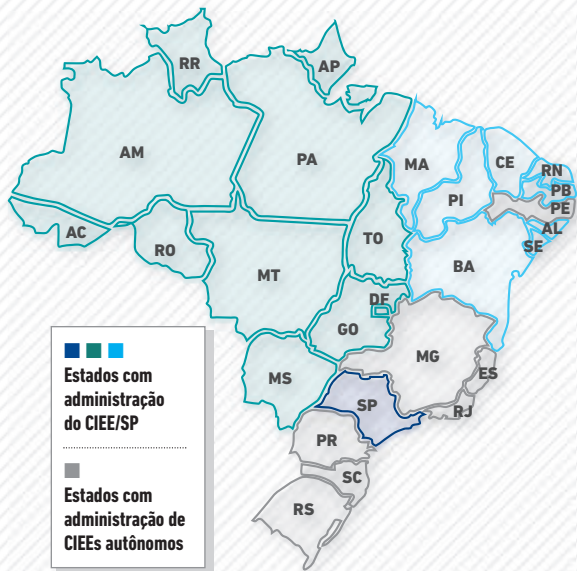 RR
AP
AM
PA
MA
CE
RN
PB
PE
PI
AL
SE
AC
RO
TO
MT
BA
DF
GO
MG
ES
MS
SP
RJ
PR
SC
RS
Estados com
administração
do CIEE/SP
Estados com
administração de
CIEEs autônomos